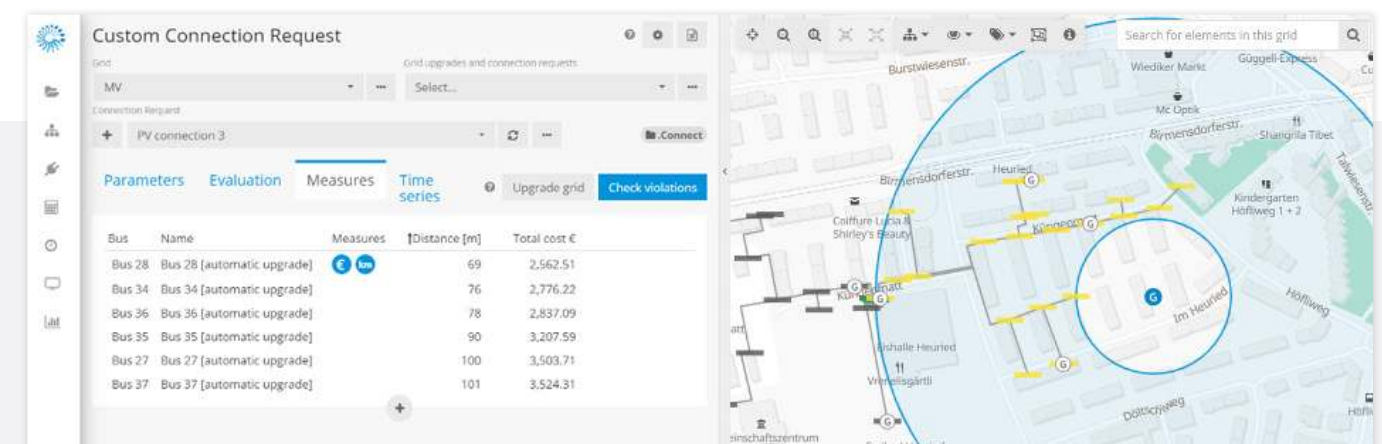 Custom Connection Request
Grid
Grid upgrades and connection requests
MV
Select...
Connection Request
PV connection 3
.Connect
Parameters Evaluation Measures Time series
Upgrade grid Check violations
Bus Name Measures Distance [m] Total cost €
Bus 28 Bus 28 [automatic upgrade] € km 69 2,562.51
Bus 34 Bus 34 [automatic upgrade] 76 2,776.22
Bus 36 Bus 36 [automatic upgrade] 78 2,837.09
Bus 35 Bus 35 [automatic upgrade] 90 3,207.59
Bus 27 Bus 27 [automatic upgrade] 100 3,503.71
Bus 37 Bus 37 [automatic upgrade] 101 3,524.31
Search for elements in this grid
Burstwiesenstr.
Wiediker Markt
Güggeli-Express
Mc Optik
Birmensdorferstr.
Shangrila Tibet
Heuried
G
Birmensdorferstr.
Talwiesenstr.
Kindergarten
Höfliweg 1 + 2
Coiffure Lucia &
Shirley's Beauty
Küngenmatt
G
Küngenmatt
G
G
G
Im Heuried
Höfliweg
Eishalle Heuried
Vrenelisgärtli
G
Döltschiweg
G
einschaftszentrum